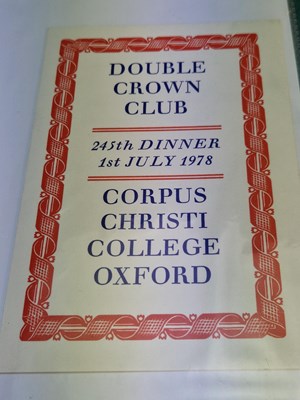 DOUBLE
CROWN
CLUB
245th DINNER
1st JULY 1978
CORPUS
CHRISTI
COLLEGE
OXFORD